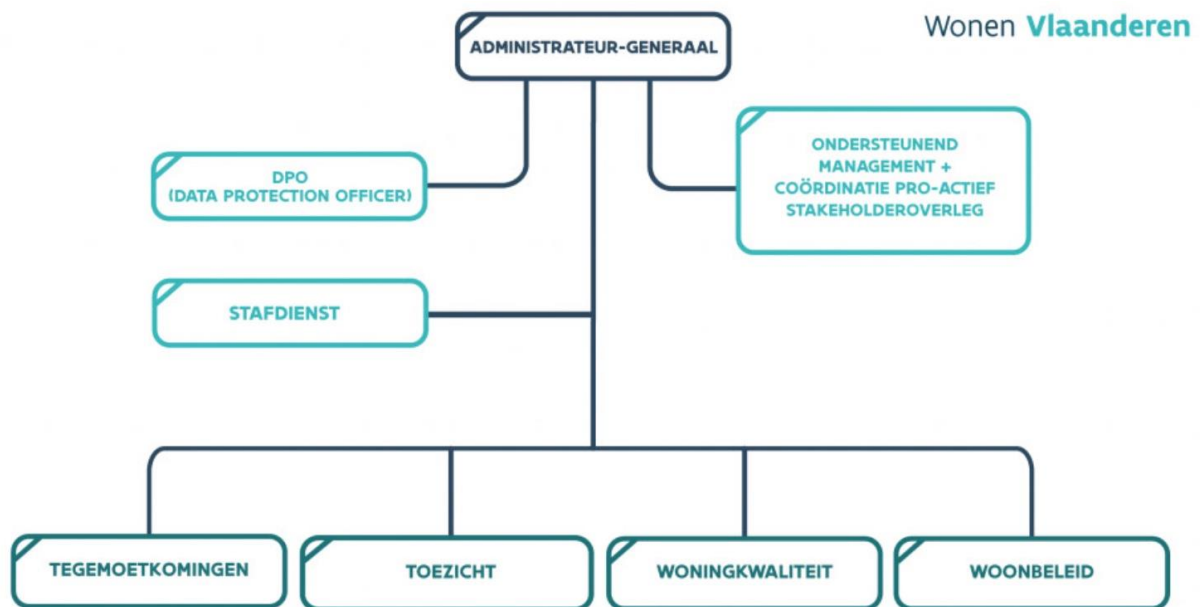 Wonen Vlaanderen
ADMINISTRATEUR-GENERAAL
ONDERSTEUNEND
MANAGEMENT +
COÖRDINATIE PRO-ACTIEF
STAKEHOLDEROVERLEG
DPO
(DATA PROTECTION OFFICER)
STAFDIENST
TEGEMOETKOMINGEN
TOEZICHT
WONINGKWALITEIT
WOONBELEID